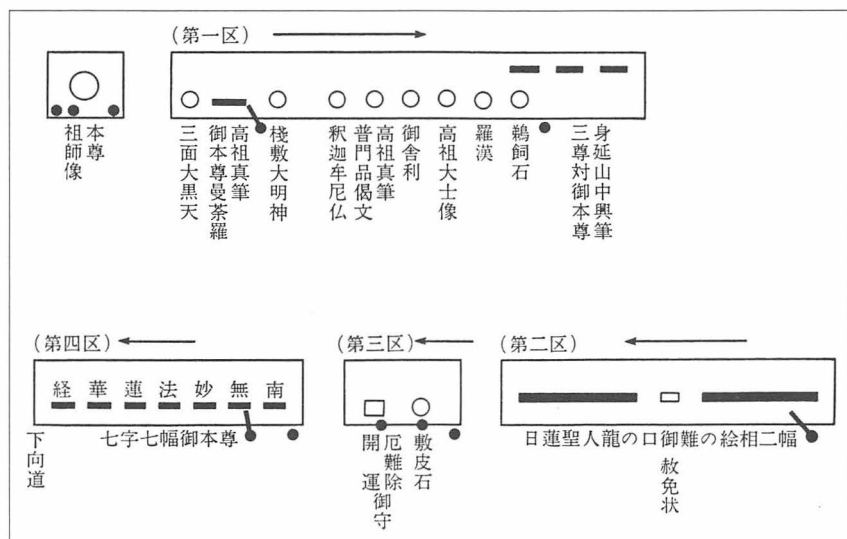 本尊
祖師像
(第一区)
三面大黒天
高祖真筆
御本尊曼荼羅
棧敷大明神
釈迦牟尼仏
高祖真筆
普門品偈文
御舎利
高祖大士像
羅漢
鵜飼石
身延山中興筆
三尊対御本尊
(第二区)
日蓮聖人龍の口御難の絵相二幅
赦免状
(第三区)
敷皮石
厄難除
開運
御守
(第四区)
南無妙法蓮華経
七字七幅御本尊
下向道